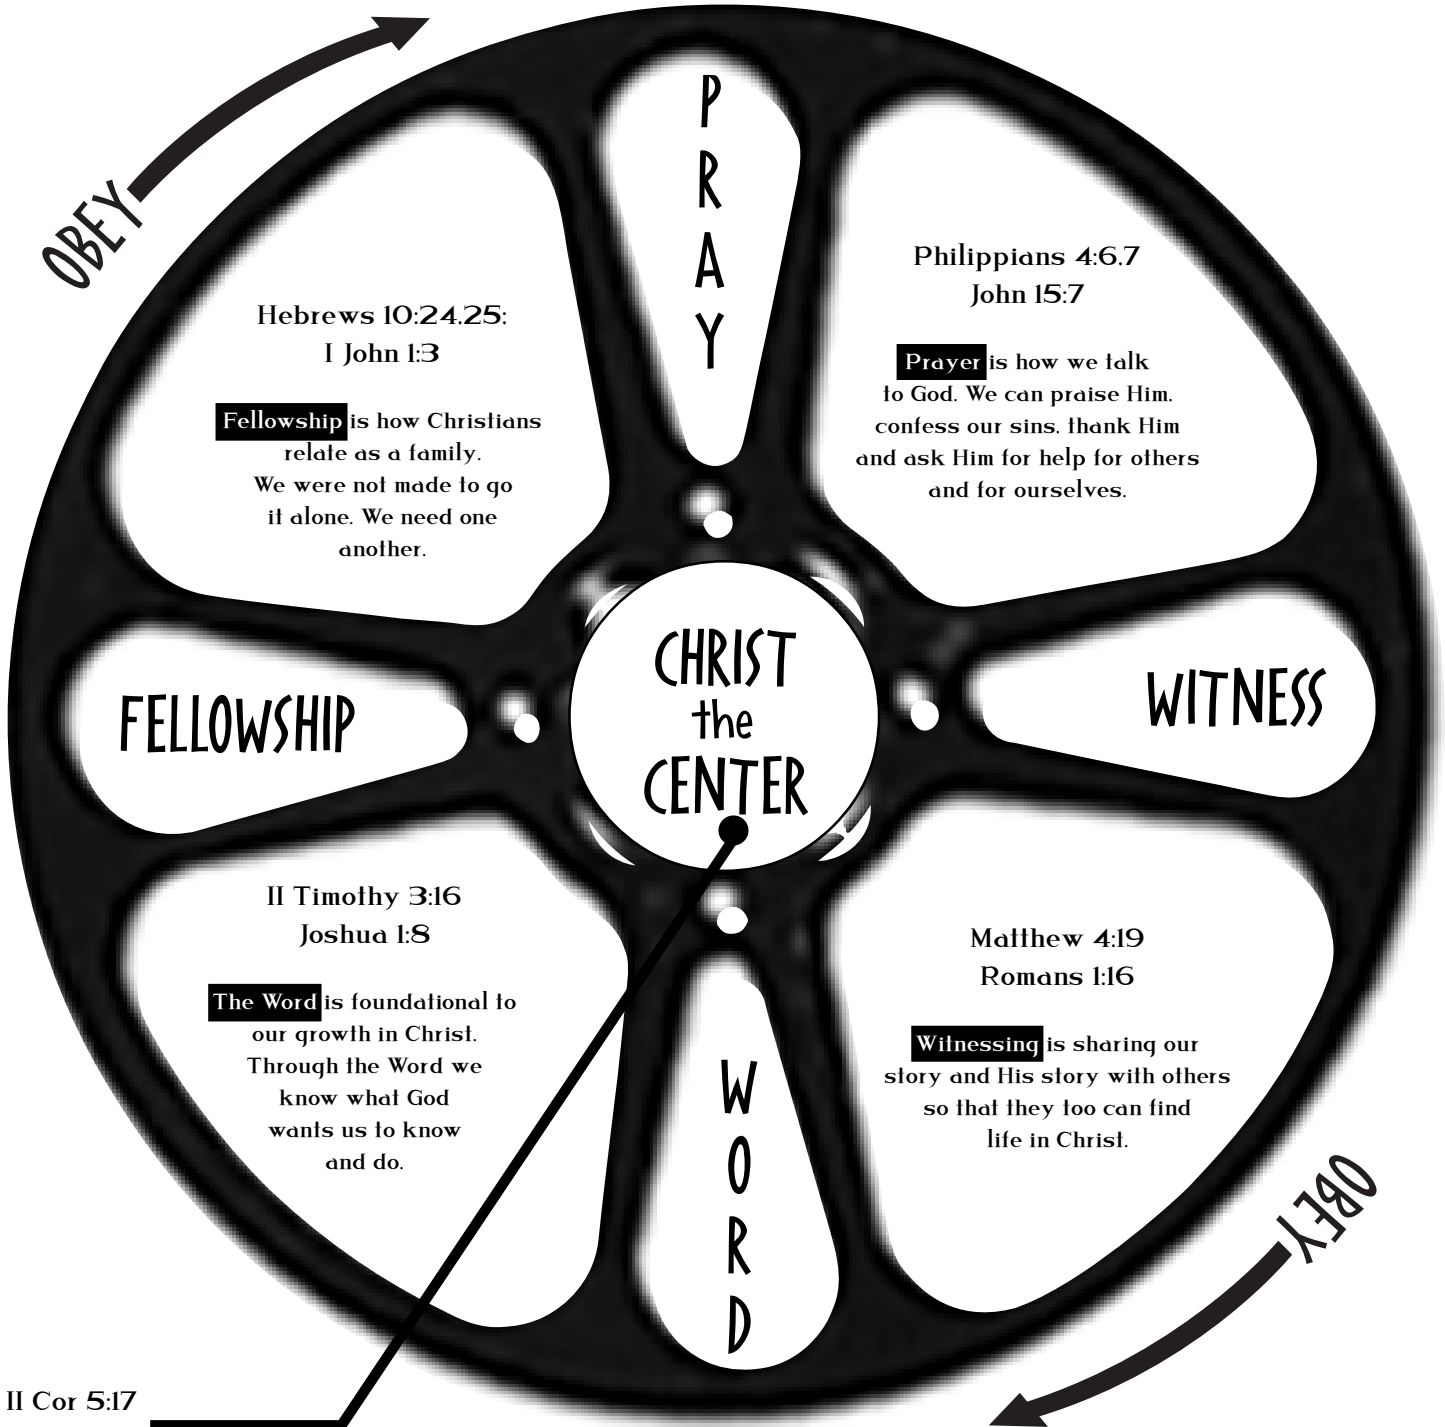 OBEY
P
R
A
Y
Philippians 4:6,7
John 15:7
Prayer is how we talk
to God. We can praise Him,
confess our sins, thank Him
and ask Him for help for others
and for ourselves.
Hebrews 10:24,25;
I John 1:3
Fellowship is how Christians
relate as a family.
We were not made to go
it alone. We need one
another.
FELLOWSHIP
CHRIST
the
CENTER
WITNESS
II Timothy 3:16
Joshua 1:8
The Word is foundational to
our growth in Christ.
Through the Word we
know what God
wants us to know
and do.
W
O
R
D
Matthew 4:19
Romans 1:16
Witnessing is sharing our
story and His story with others
so that they too can find
life in Christ.
OBEY
II Cor 5:17